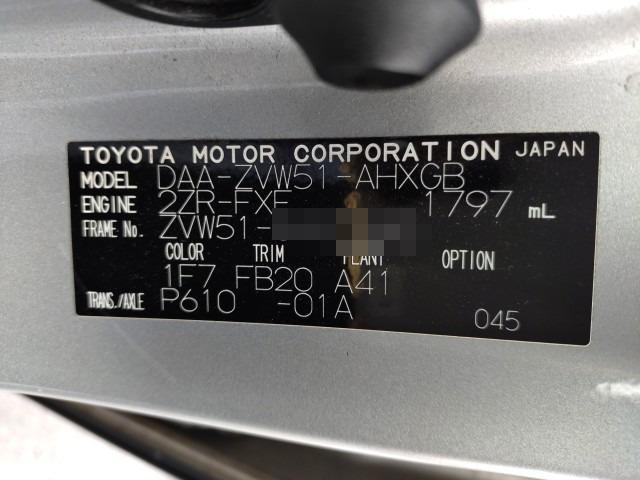 TOYOTA MOTOR CORPORATION JAPAN
MODEL DAA-ZVW51-AHXGB
ENGINE 2ZR-FXE 1797 mL
FRAME No. ZVW51-
COLOR TRIM PLANT OPTION
1F7 FB20 A41
TRANS./AXLE P610 -01A
045